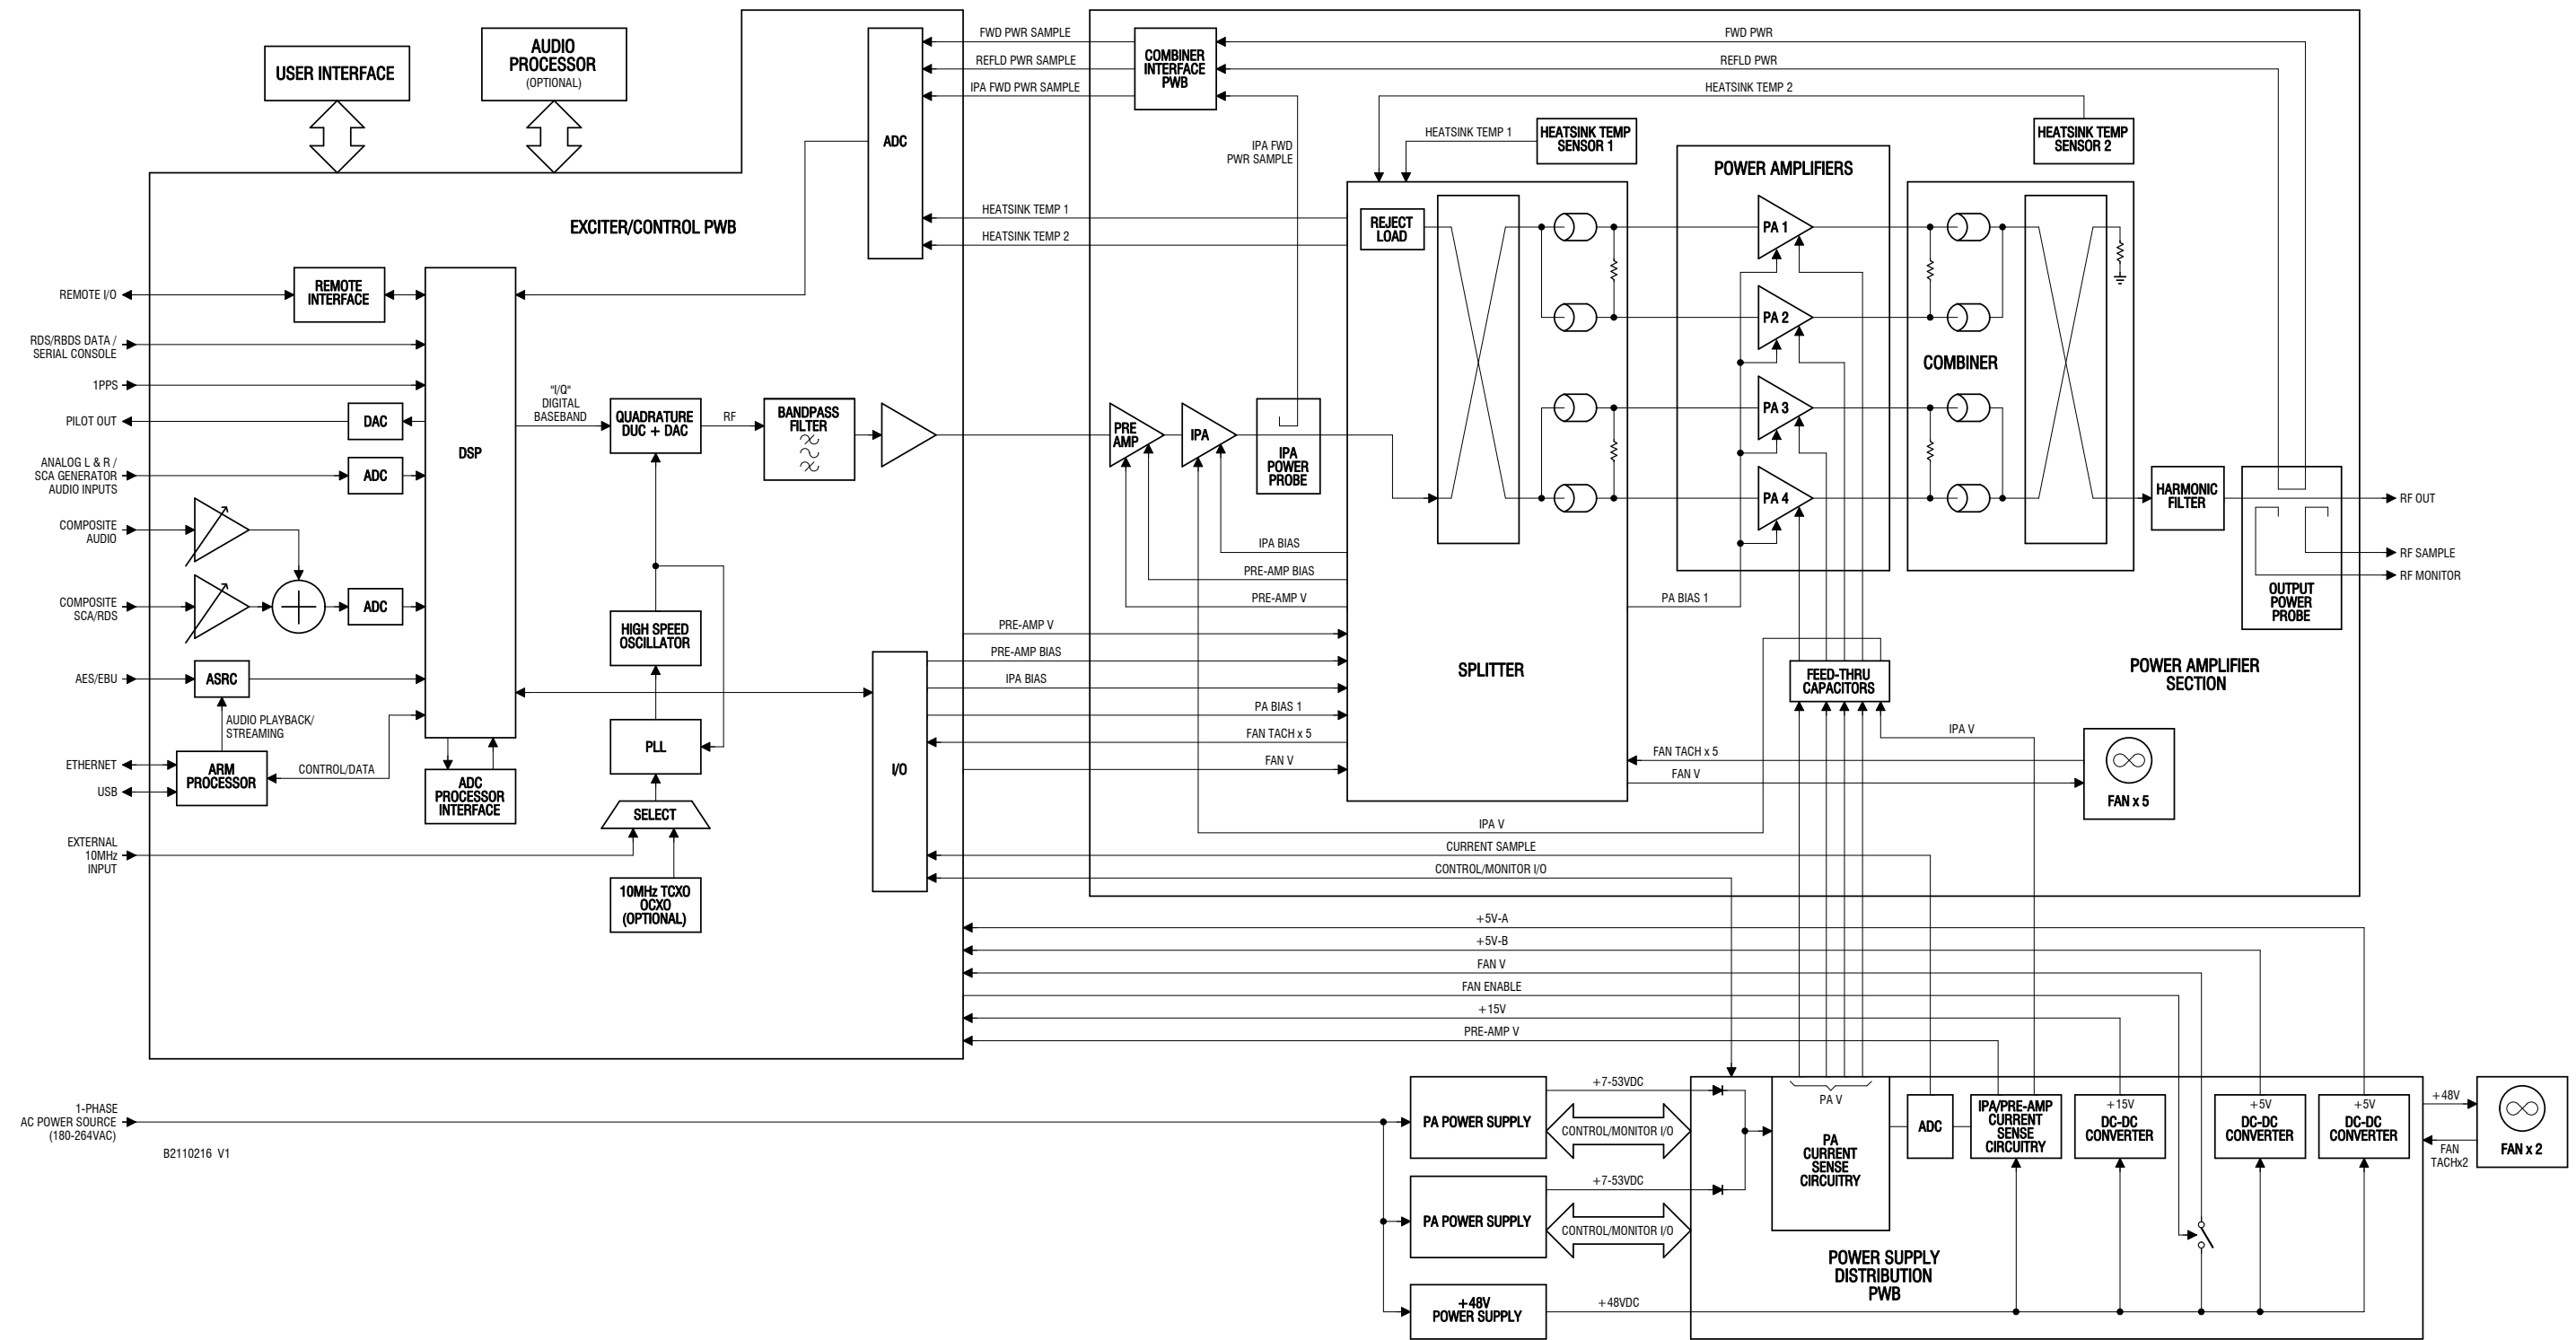 USER INTERFACE
AUDIO
PROCESSOR
(OPTIONAL)
EXCITER/CONTROL PWB
ADC
FWD PWR SAMPLE
REFLD PWR SAMPLE
IPA FWD PWR SAMPLE
COMBINER
INTERFACE
PWB
FWD PWR
REFLD PWR
HEATSINK TEMP 2
HEATSINK TEMP 1
HEATSINK TEMP
SENSOR 1
HEATSINK TEMP
SENSOR 2
IPA FWD
PWR SAMPLE
POWER AMPLIFIERS
HEATSINK TEMP 1
HEATSINK TEMP 2
REJECT
LOAD
PA 1
PA 2
PA 3
PA 4
COMBINER
REMOTE I/O
REMOTE
INTERFACE
RDS/RBDS DATA /
SERIAL CONSOLE
1PPS
PILOT OUT
DAC
ANALOG L & R /
SCA GENERATOR
AUDIO INPUTS
ADC
DSP
"I/Q"
DIGITAL
BASEBAND
QUADRATURE
DUC + DAC
RF
BANDPASS
FILTER
PRE
AMP
IPA
IPA
POWER
PROBE
HARMONIC
FILTER
RF OUT
RF SAMPLE
RF MONITOR
OUTPUT
POWER
PROBE
COMPOSITE
AUDIO
COMPOSITE
SCA/RDS
ADC
IPA BIAS
PRE-AMP BIAS
PRE-AMP V
PA BIAS 1
HIGH SPEED
OSCILLATOR
PRE-AMP V
PRE-AMP BIAS
IPA BIAS
PA BIAS 1
FAN TACH x 5
FAN V
SPLITTER
FEED-THRU
CAPACITORS
POWER AMPLIFIER
SECTION
AES/EBU
ASRC
AUDIO PLAYBACK/
STREAMING
ETHERNET
USB
ARM
PROCESSOR
CONTROL/DATA
ADC
PROCESSOR
INTERFACE
PLL
I/O
IPA V
FAN TACH x 5
FAN V
FAN x 5
SELECT
IPA V
EXTERNAL
10MHz
INPUT
10MHz TCXO
OCXO
(OPTIONAL)
CURRENT SAMPLE
CONTROL/MONITOR I/O
+5V-A
+5V-B
FAN V
FAN ENABLE
+15V
PRE-AMP V
1-PHASE
AC POWER SOURCE
(180-264VAC)
B2110216 V1
PA POWER SUPPLY
+7-53VDC
CONTROL/MONITOR I/O
PA POWER SUPPLY
+7-53VDC
CONTROL/MONITOR I/O
+48V
POWER SUPPLY
+48VDC
PA V
PA
CURRENT
SENSE
CIRCUITRY
ADC
IPA/PRE-AMP
CURRENT
SENSE
CIRCUITRY
+15V
DC-DC
CONVERTER
+5V
DC-DC
CONVERTER
+5V
DC-DC
CONVERTER
+48V
FAN
TACHx2
FAN x 2
POWER SUPPLY
DISTRIBUTION
PWB